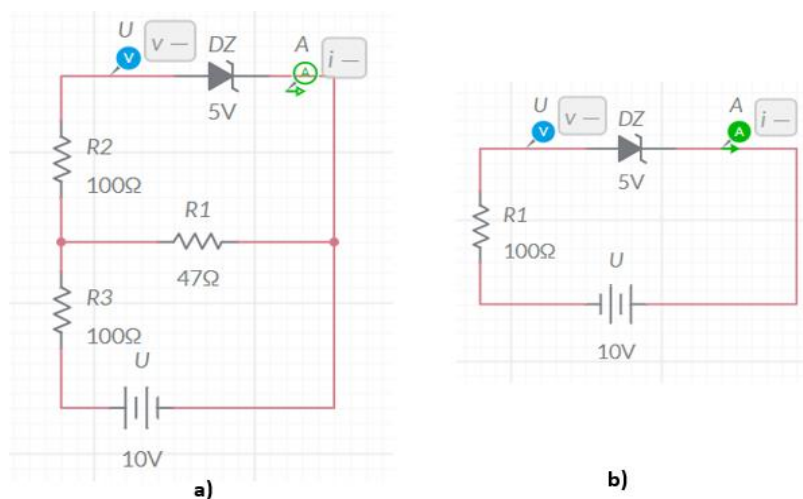 U
v —
DZ
A
i —
A
V
5V
R2
100Ω
R1
47Ω
R3
100Ω
U
10V
a)
U
v —
DZ
A
i —
V
A
5V
R1
100Ω
U
10V
b)